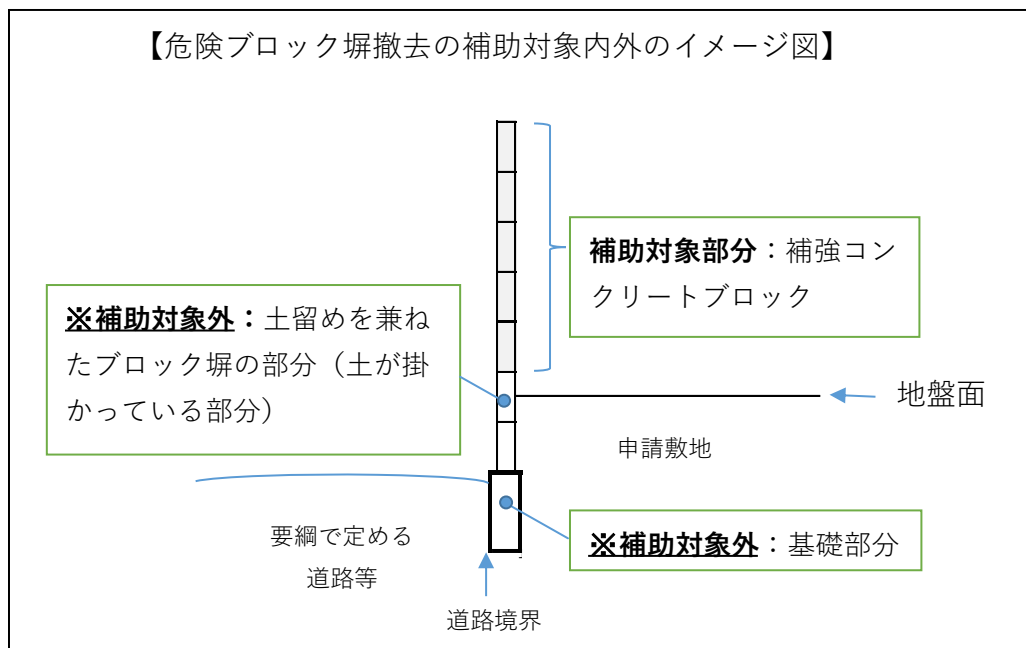 【危険ブロック塀撤去の補助対象内外のイメージ図】
補助対象部分：補強コン
クリートブロック
※補助対象外：土留めを兼ね
たブロック塀の部分（土が掛
かっている部分）
地盤面
申請敷地
要綱で定める
道路等
※補助対象外：基礎部分
道路境界